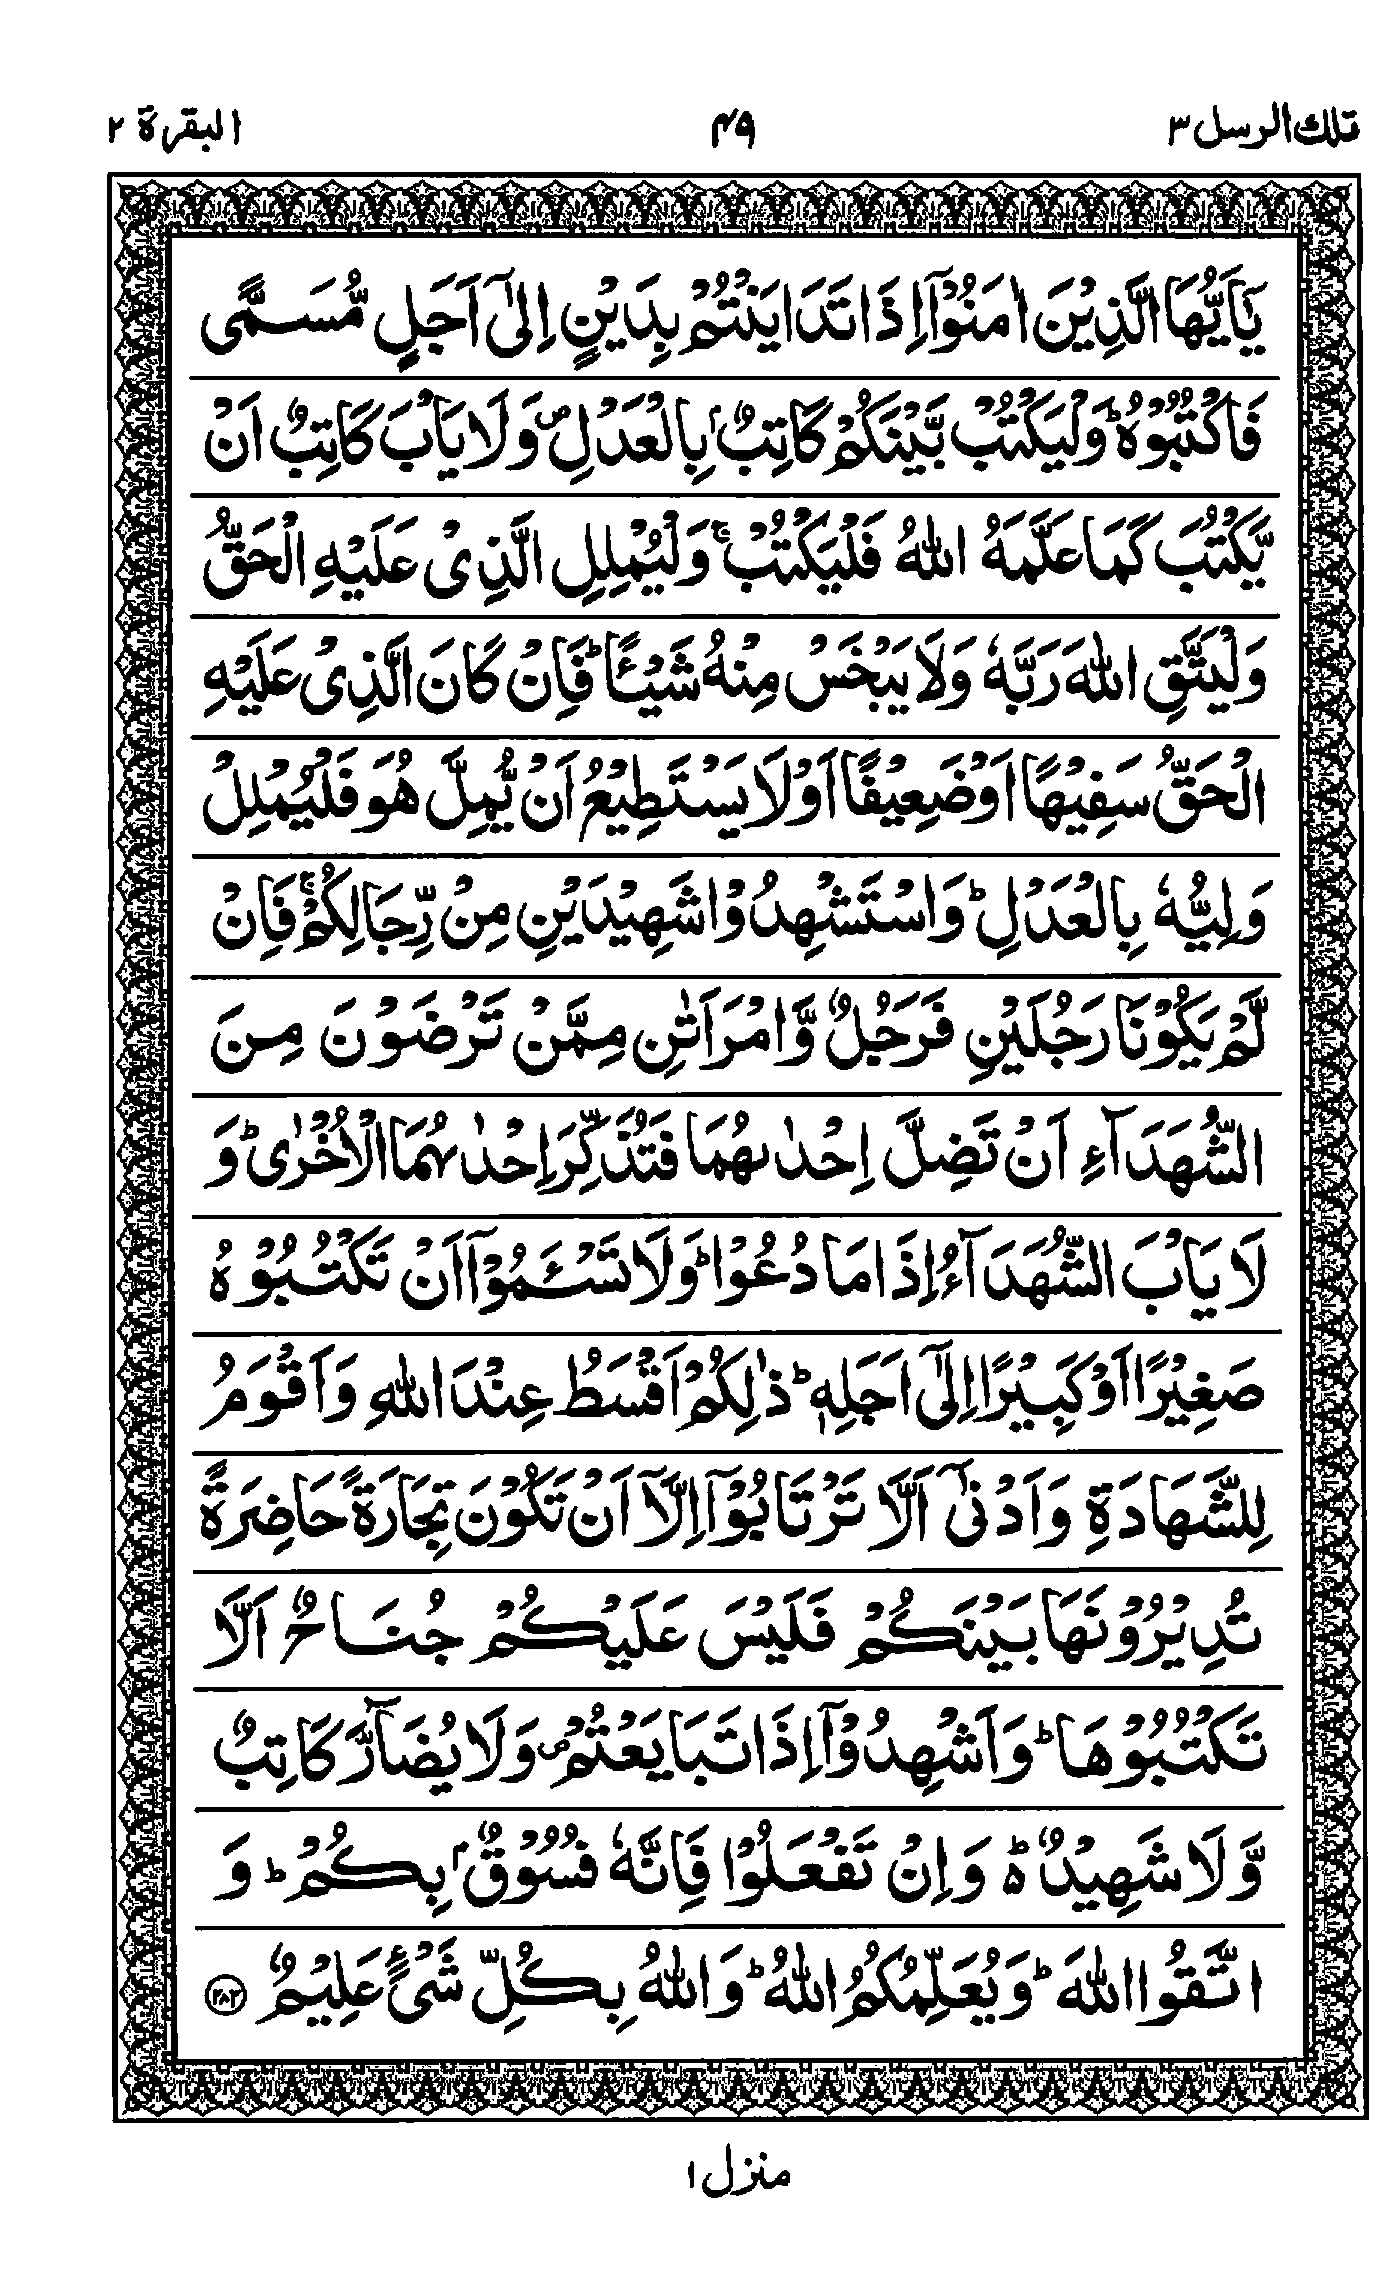 تلك الرسل ٣
٤٩
البقرة ٢
يٰۤاَيُّهَا الَّذِيْنَ اٰمَنُوْۤا اِذَا تَدَايَنْتُمْ بِدَيْنٍ اِلٰۤى اَجَلٍ مُّسَمًّى
فَاكْتُبُوْهُ ؕ وَلْيَكْتُبْ بَّيْنَكُمْ كَاتِبٌۢ بِالْعَدْلِ ۪ وَلَا يَاْبَ كَاتِبٌ اَنْ
يَّكْتُبَ كَمَا عَلَّمَهُ اللّٰهُ فَلْيَكْتُبْ ۚ وَلْيُمْلِلِ الَّذِيْ عَلَيْهِ الْحَقُّ
وَلْيَتَّقِ اللّٰهَ رَبَّهٗ وَلَا يَبْخَسْ مِنْهُ شَيْـًٔا ؕ فَاِنْ كَانَ الَّذِيْ عَلَيْهِ
الْحَقُّ سَفِيْهًا اَوْ ضَعِيْفًا اَوْ لَا يَسْتَطِيْعُ اَنْ يُّمِلَّ هُوَ فَلْيُمْلِلْ
وَلِيُّهٗ بِالْعَدْلِ ؕ وَاسْتَشْهِدُوْا شَهِيْدَيْنِ مِنْ رِّجَالِكُمْ ۚ فَاِنْ
لَّمْ يَكُوْنَا رَجُلَيْنِ فَرَجُلٌ وَّامْرَاَتٰنِ مِمَّنْ تَرْضَوْنَ مِنَ
الشُّهَدَآءِ اَنْ تَضِلَّ اِحْدٰىهُمَا فَتُذَكِّرَ اِحْدٰىهُمَا الْاُخْرٰى ؕ وَ
لَا يَاْبَ الشُّهَدَآءُ اِذَا مَا دُعُوْا ؕ وَلَا تَسْـَٔمُوْۤا اَنْ تَكْتُبُوْهُ
صَغِيْرًا اَوْ كَبِيْرًا اِلٰۤى اَجَلِهٖ ؕ ذٰلِكُمْ اَقْسَطُ عِنْدَ اللّٰهِ وَاَقْوَمُ
لِلشَّهَادَةِ وَاَدْنٰۤى اَلَّا تَرْتَابُوْۤا اِلَّاۤ اَنْ تَكُوْنَ تِجَارَةً حَاضِرَةً
تُدِيْرُوْنَهَا بَيْنَكُمْ فَلَيْسَ عَلَيْكُمْ جُنَاحٌ اَلَّا
تَكْتُبُوْهَا ؕ وَاَشْهِدُوْۤا اِذَا تَبَايَعْتُمْ ۪ وَلَا يُضَآرَّ كَاتِبٌ
وَّلَا شَهِيْدٌ ۬ؕ وَاِنْ تَفْعَلُوْا فَاِنَّهٗ فُسُوْقٌۢ بِكُمْ ؕ وَ
اتَّقُوا اللّٰهَ ؕ وَيُعَلِّمُكُمُ اللّٰهُ ؕ وَاللّٰهُ بِكُلِّ شَيْءٍ عَلِيْمٌ ﴿۲۸۲﴾
منزل ١